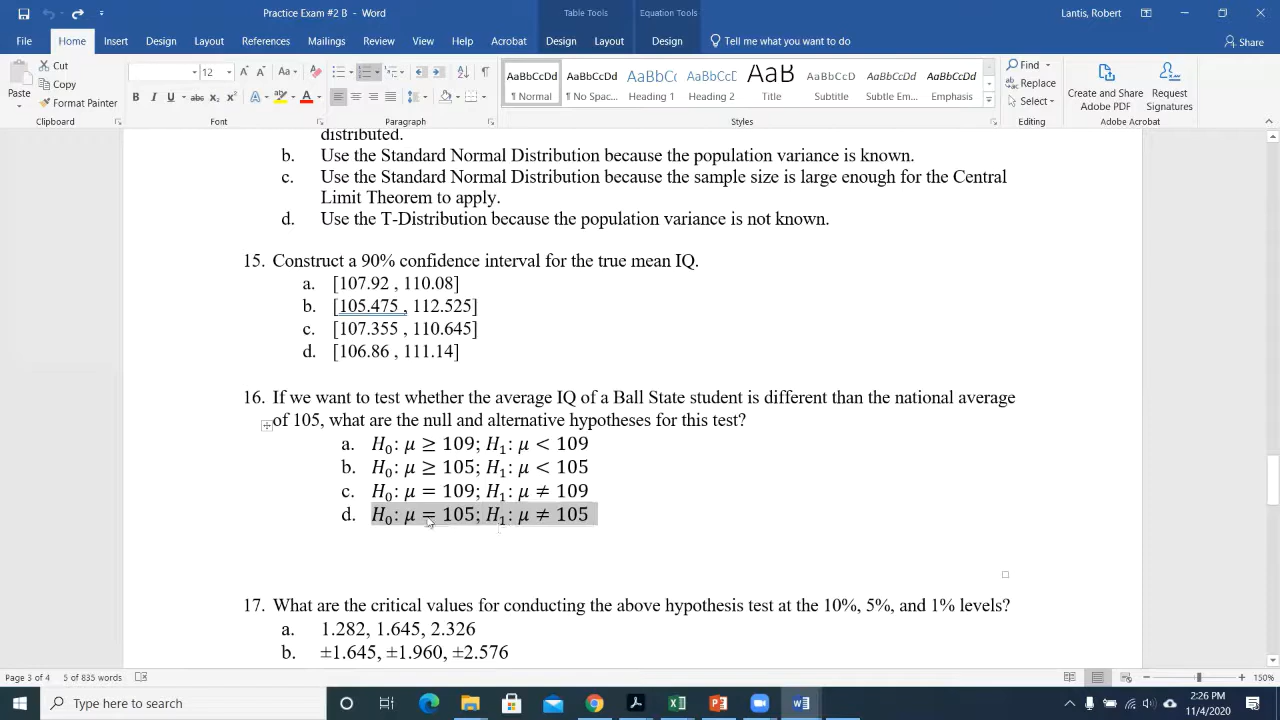 Practice Exam #2 B - Word
Table Tools
Equation Tools
Lantis, Robert
File
Home
Insert
Design
Layout
References
Mailings
Review
View
Help
Acrobat
Design
Layout
Design
Tell me what you want to do
Share
Paste
Cut
Copy
Format Painter
Clipboard
12
Font
Paragraph
AaBbCcDd
¶ Normal
AaBbCcDd
¶ No Spac...
AaBbC
Heading 1
AaBbCcD
Heading 2
AaB
Title
AaBbCcD
Subtitle
AaBbCcDd
Subtle Em...
AaBbCcDd
Emphasis
Styles
Find
Replace
Select
Editing
Create and Share
Adobe PDF
Request
Signatures
Adobe Acrobat
distributed.
b. Use the Standard Normal Distribution because the population variance is known.
c. Use the Standard Normal Distribution because the sample size is large enough for the Central
Limit Theorem to apply.
d. Use the T-Distribution because the population variance is not known.
15. Construct a 90% confidence interval for the true mean IQ.
a. [107.92 , 110.08]
b. [105.475 , 112.525]
c. [107.355 , 110.645]
d. [106.86 , 111.14]
16. If we want to test whether the average IQ of a Ball State student is different than the national average
of 105, what are the null and alternative hypotheses for this test?
a. H₀: μ ≥ 109; H₁: μ < 109
b. H₀: μ ≥ 105; H₁: μ < 105
c. H₀: μ = 109; H₁: μ ≠ 109
d. H₀: μ = 105; H₁: μ ≠ 105
17. What are the critical values for conducting the above hypothesis test at the 10%, 5%, and 1% levels?
a. 1.282, 1.645, 2.326
b. ±1.645, ±1.960, ±2.576
Page 3 of 4 5 of 835 words
150%
Type here to search
2:26 PM
11/4/2020